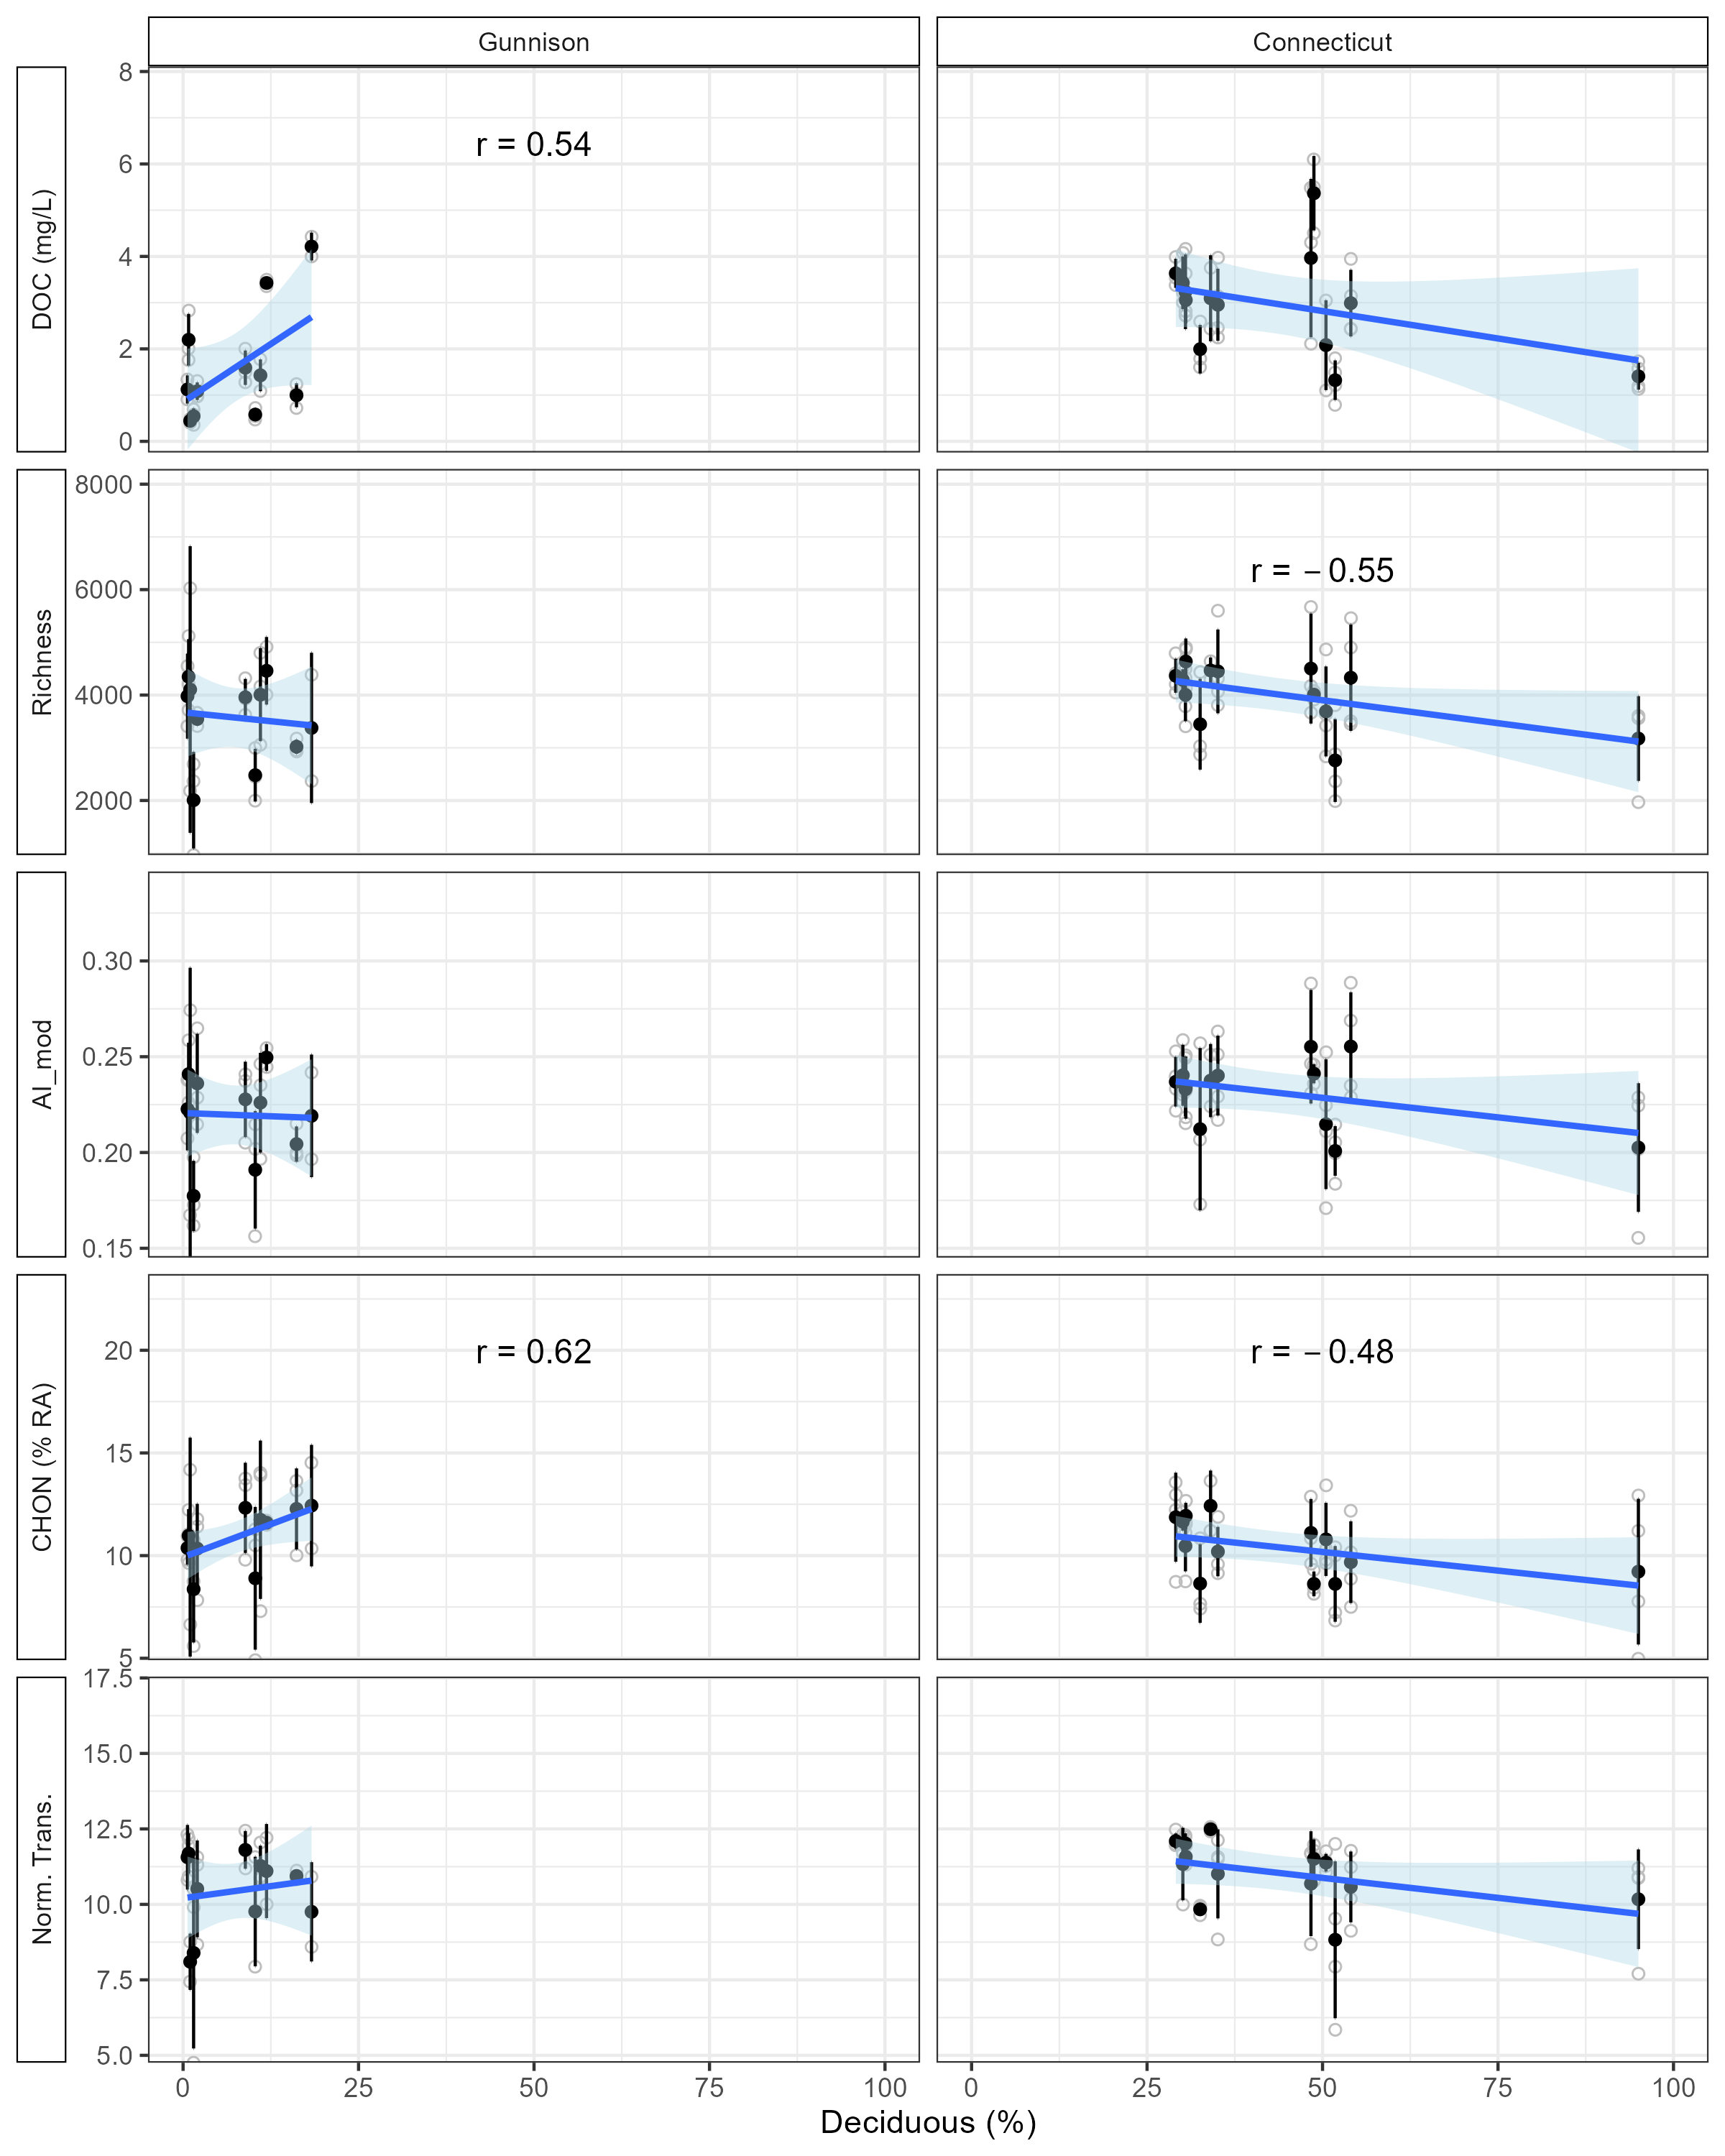 Gunnison Connecticut
DOC (mg/L)
8
6
4
2
0
r = 0.54
Richness
8000
6000
4000
2000
r = −0.55
AI_mod
0.30
0.25
0.20
0.15
CHON (% RA)
20
15
10
5
r = 0.62 r = −0.48
Norm. Trans.
17.5
15.0
12.5
10.0
7.5
5.0
0 25 50 75 100 0 25 50 75 100
Deciduous (%)